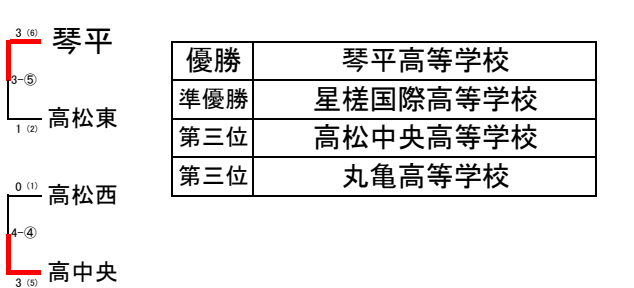 3 (6) 琴平
3-⑤
1 (2) 高松東
0 (1) 高松西
4-④
3 (5) 高中央
優勝 琴平高等学校
準優勝 星槎国際高等学校
第三位 高松中央高等学校
第三位 丸亀高等学校